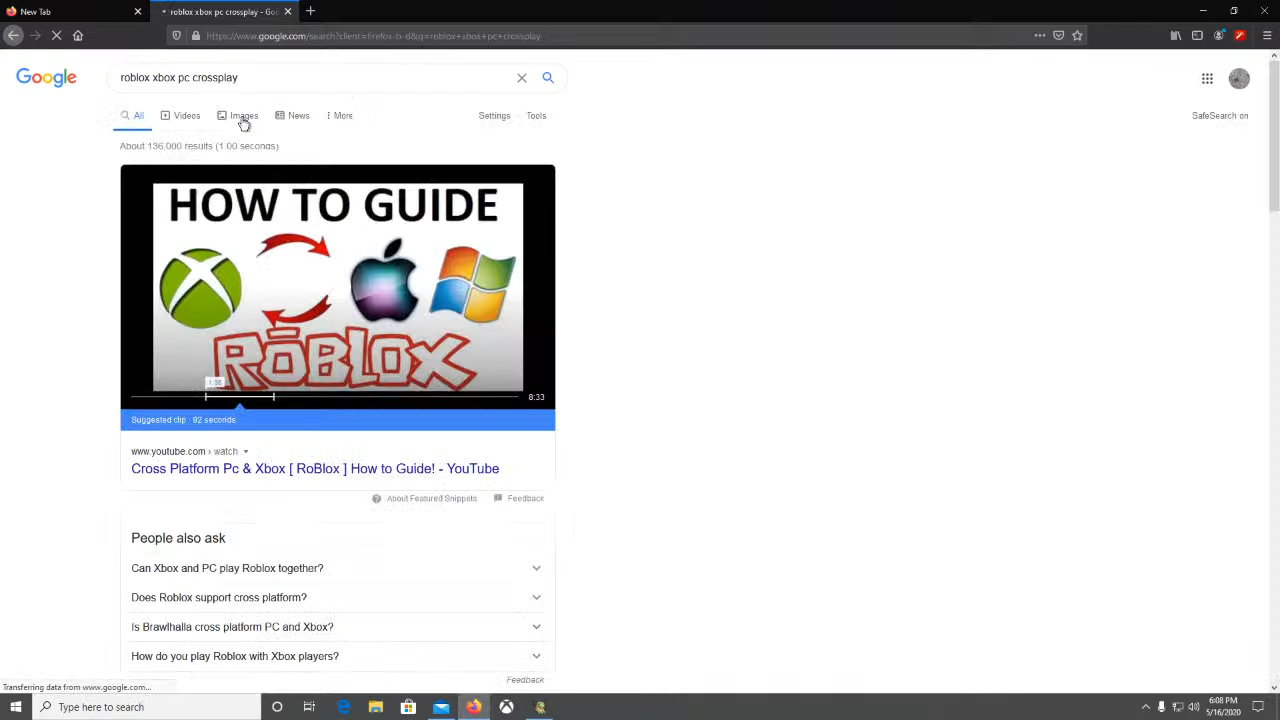 New Tab
roblox xbox pc crossplay - Goo
https://www.google.com/search?client=firefox-b-d&q=roblox+xbox+pc+crossplay
Google
roblox xbox pc crossplay
All
Videos
Images
News
More
Settings
Tools
SafeSearch on
About 136,000 results (1.00 seconds)
HOW TO GUIDE
ROBLOX
1:38
8:33
Suggested clip · 92 seconds
www.youtube.com › watch
Cross Platform Pc & Xbox [ RoBlox ] How to Guide! - YouTube
About Featured Snippets
Feedback
People also ask
Can Xbox and PC play Roblox together?
Does Roblox support cross platform?
Is Brawlhalla cross platform PC and Xbox?
How do you play Roblox with Xbox players?
Feedback
Transferring data from www.google.com...
Type here to search
6:08 PM
5/16/2020